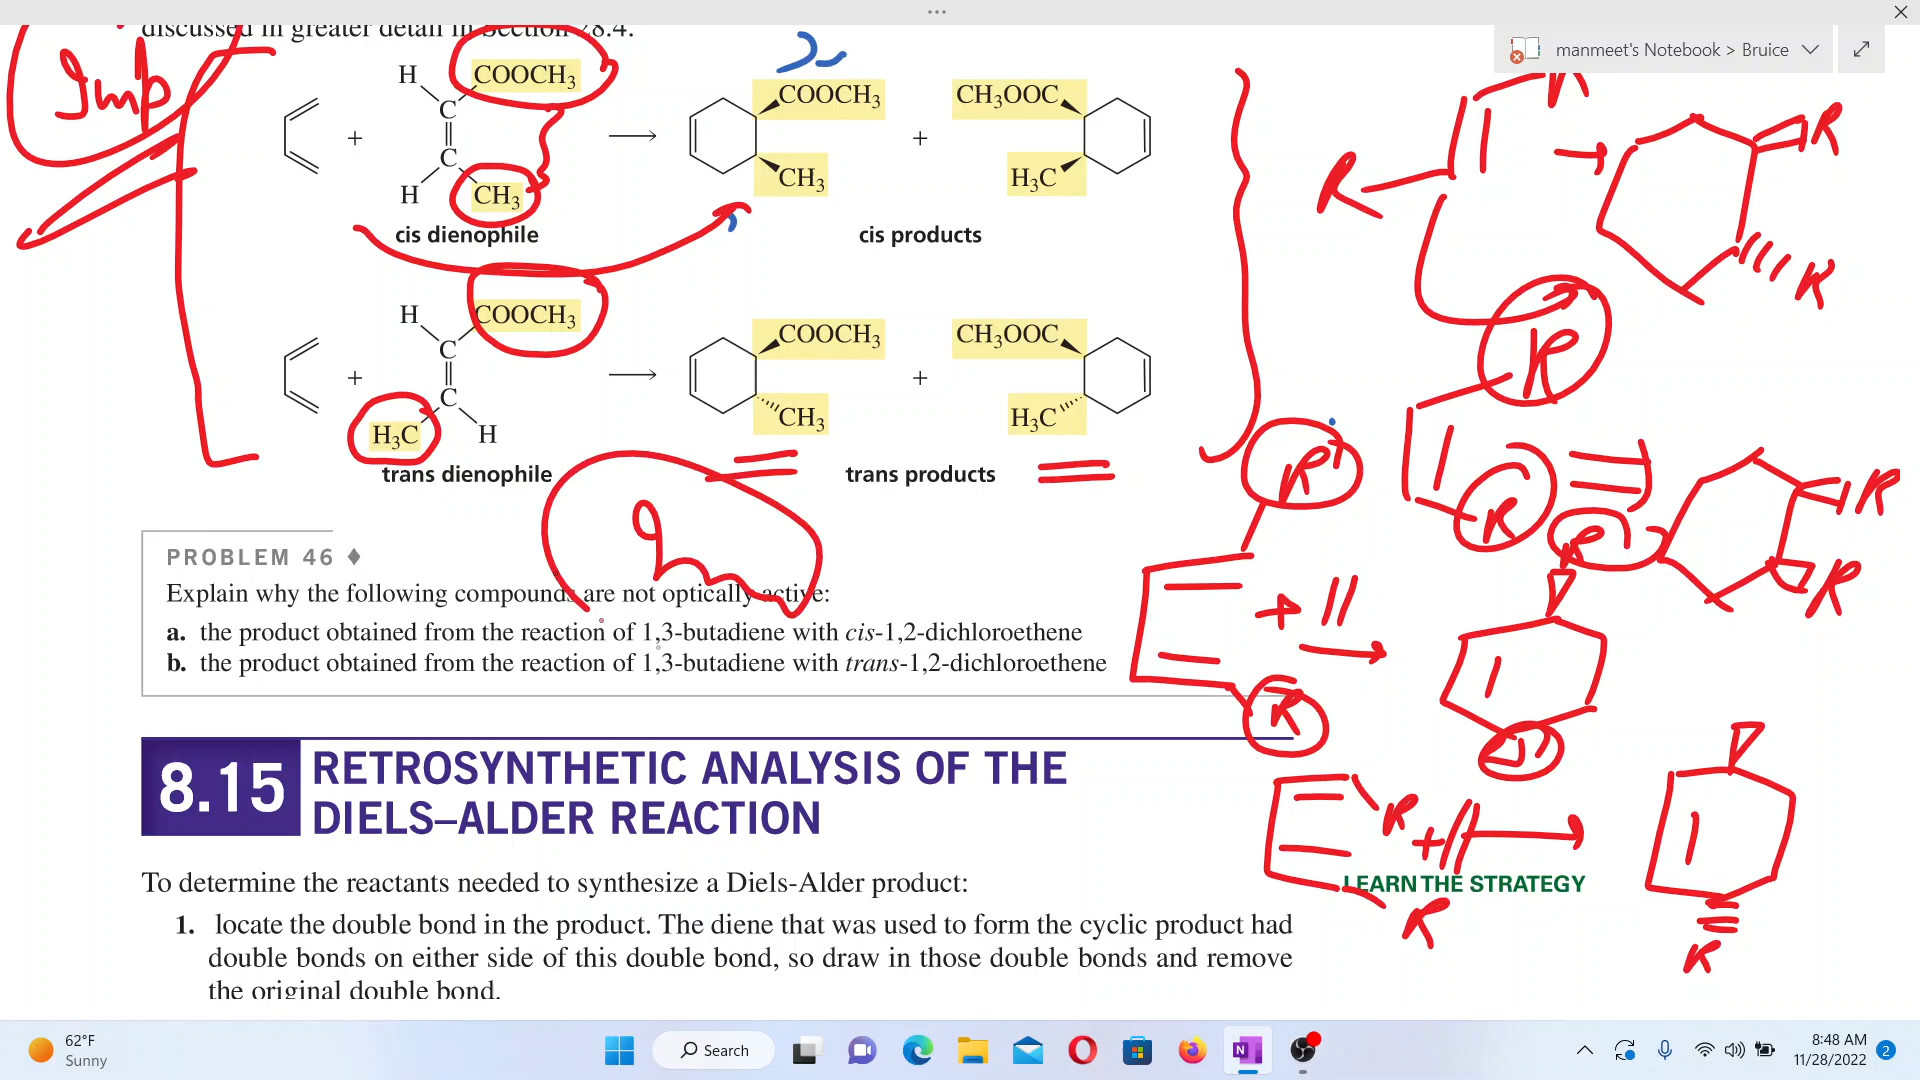 manmeet's Notebook > Bruice
discussed in greater detail in Section 28.4.
Imp
H COOCH3
C
C
H CH3
cis dienophile
+
COOCH3
CH3
+
CH3OOC
H3C
cis products
H COOCH3
C
C
H3C H
trans dienophile
+
COOCH3
CH3
+
CH3OOC
H3C
trans products
PROBLEM 46 ♦
Explain why the following compounds are not optically active:
a. the product obtained from the reaction of 1,3-butadiene with cis-1,2-dichloroethene
b. the product obtained from the reaction of 1,3-butadiene with trans-1,2-dichloroethene
R
R
R
R
R
R
R
R
R
R
R
+
R
+
R
R
8.15 RETROSYNTHETIC ANALYSIS OF THE
DIELS–ALDER REACTION
LEARN THE STRATEGY
To determine the reactants needed to synthesize a Diels-Alder product:
1. locate the double bond in the product. The diene that was used to form the cyclic product had
double bonds on either side of this double bond, so draw in those double bonds and remove
the original double bond.
62°F
Sunny
Search
8:48 AM
11/28/2022
2